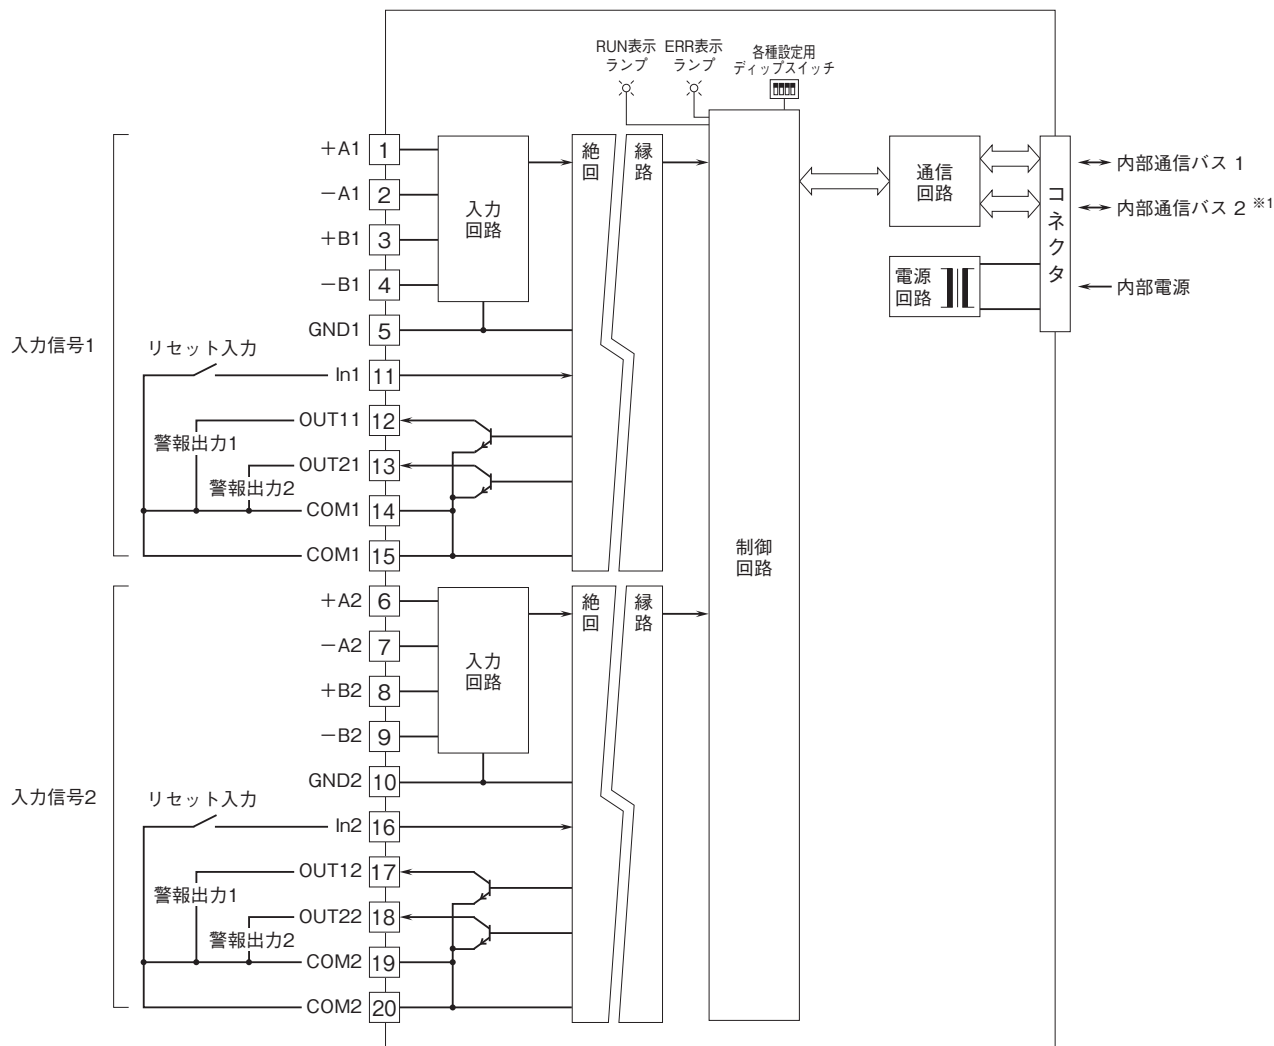 RUN表示
ランプ
ERR表示
ランプ
各種設定用
ディップスイッチ
入力信号1
+A1 1
−A1 2
+B1 3
−B1 4
GND1 5
リセット入力
In1 11
OUT11 12
警報出力1
OUT21 13
警報出力2
COM1 14
COM1 15
入力
回路
絶 縁
回 路
制御
回路
通信
回路
電源
回路
コネクタ
内部通信バス 1
内部通信バス 2 ※1
内部電源
入力信号2
+A2 6
−A2 7
+B2 8
−B2 9
GND2 10
リセット入力
In2 16
OUT12 17
警報出力1
OUT22 18
警報出力2
COM2 19
COM2 20
入力
回路
絶 縁
回 路